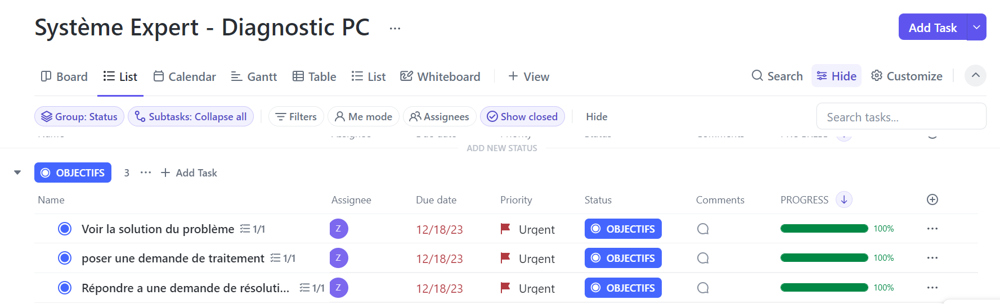 Système Expert - Diagnostic PC ...
Add Task
Board List Calendar Gantt Table List Whiteboard + View Search Hide Customize
Group: Status Subtasks: Collapse all Filters Me mode Assignees Show closed Hide Search tasks...
ADD NEW STATUS
OBJECTIFS 3 ... + Add Task
Name Assignee Due date Priority Status Comments PROGRESS
Voir la solution du problème 1/1 Z 12/18/23 Urgent OBJECTIFS 100% ...
poser une demande de traitement 1/1 Z 12/18/23 Urgent OBJECTIFS 100% ...
Répondre a une demande de résoluti... 1/1 Z 12/18/23 Urgent OBJECTIFS 100% ...